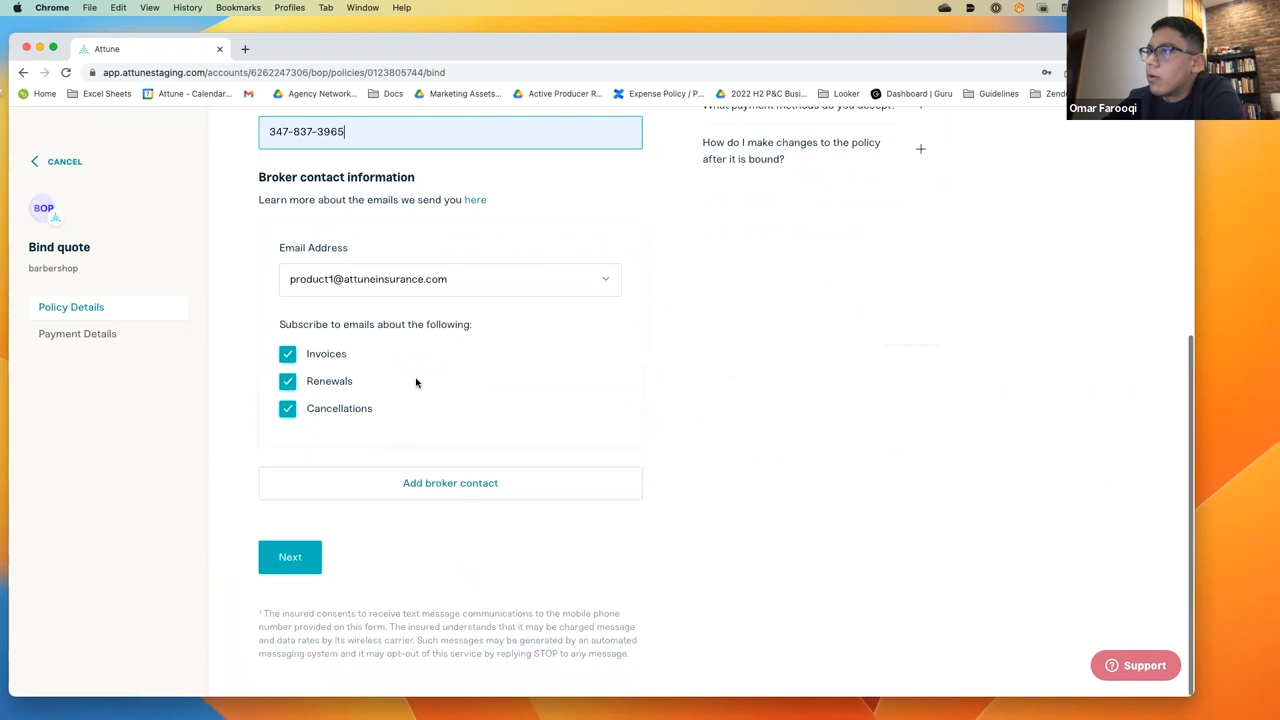 Chrome File Edit View History Bookmarks Profiles Tab Window Help
Attune
app.attunestaging.com/accounts/6262247306/bop/policies/0123805744/bind
Home Excel Sheets Attune - Calendar... Agency Network... Docs Marketing Assets... Active Producer R... Expense Policy / P... 2022 H2 P&C Busi... Looker Dashboard | Guru Guidelines Zend
Omar Farooqi
CANCEL
BOP
Bind quote
barbershop
Policy Details
Payment Details
347-837-3965
Broker contact information
Learn more about the emails we send you here
Email Address
product1@attuneinsurance.com
Subscribe to emails about the following:
Invoices
Renewals
Cancellations
Add broker contact
Next
¹ The insured consents to receive text message communications to the mobile phone
number provided on this form. The insured understands that it may be charged message
and data rates by its wireless carrier. Such messages may be generated by an automated
messaging system and it may opt-out of this service by replying STOP to any message.
What payment methods do you accept?
How do I make changes to the policy
after it is bound?
Support